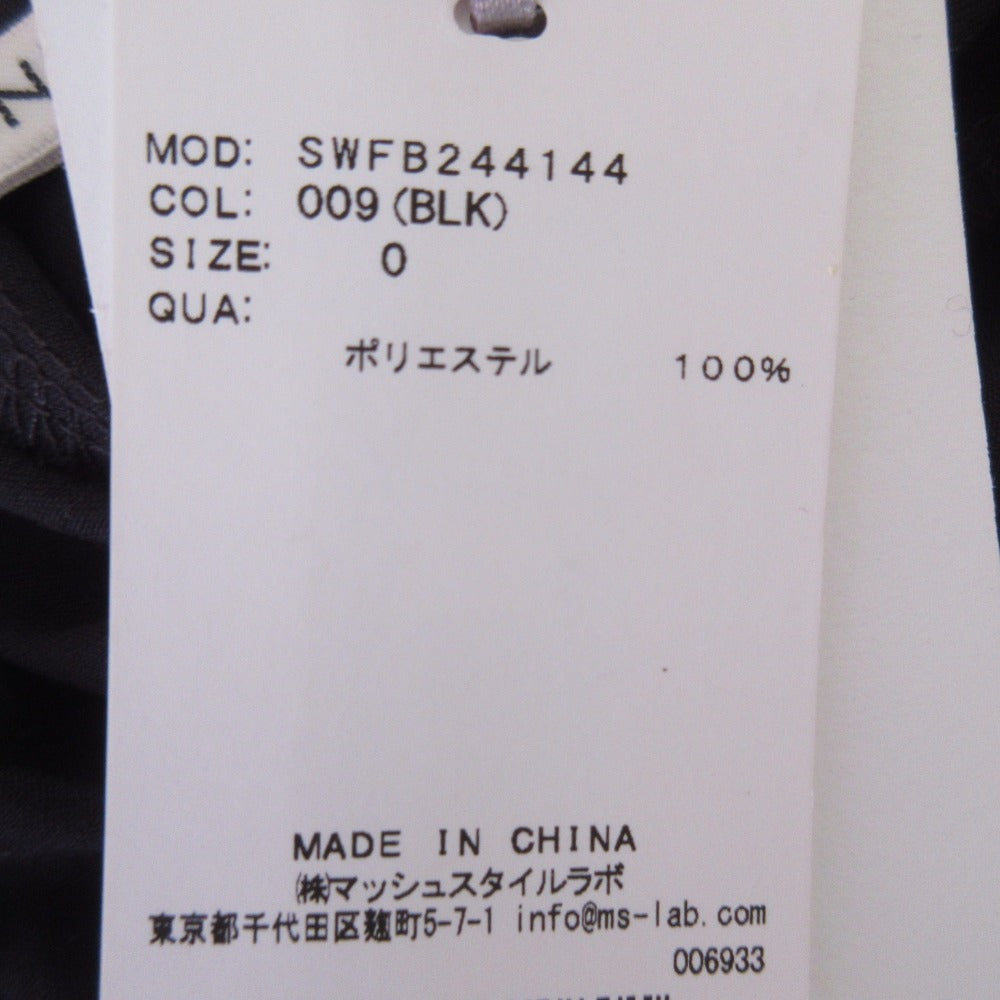 MOD: SWFB244144
COL: 009(BLK)
SIZE: 0
QUA:
ポリエステル 100%
MADE IN CHINA
㈱マッシュスタイルラボ
東京都千代田区麹町5-7-1 info@ms-lab.com
006933